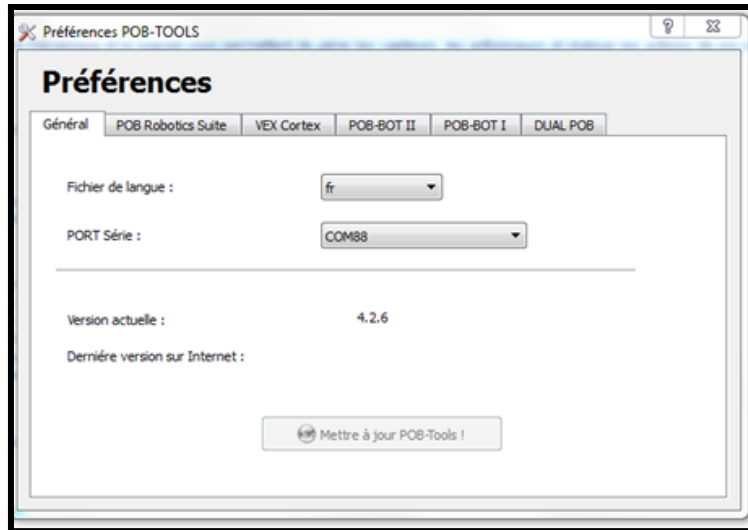 Préférences POB-TOOLS
Préférences
Général POB Robotics Suite VEX Cortex POB-BOT II POB-BOT I DUAL POB
Fichier de langue : fr
PORT Série : COM88
Version actuelle : 4.2.6
Derniére version sur Internet :
Mettre à jour POB-Tools !